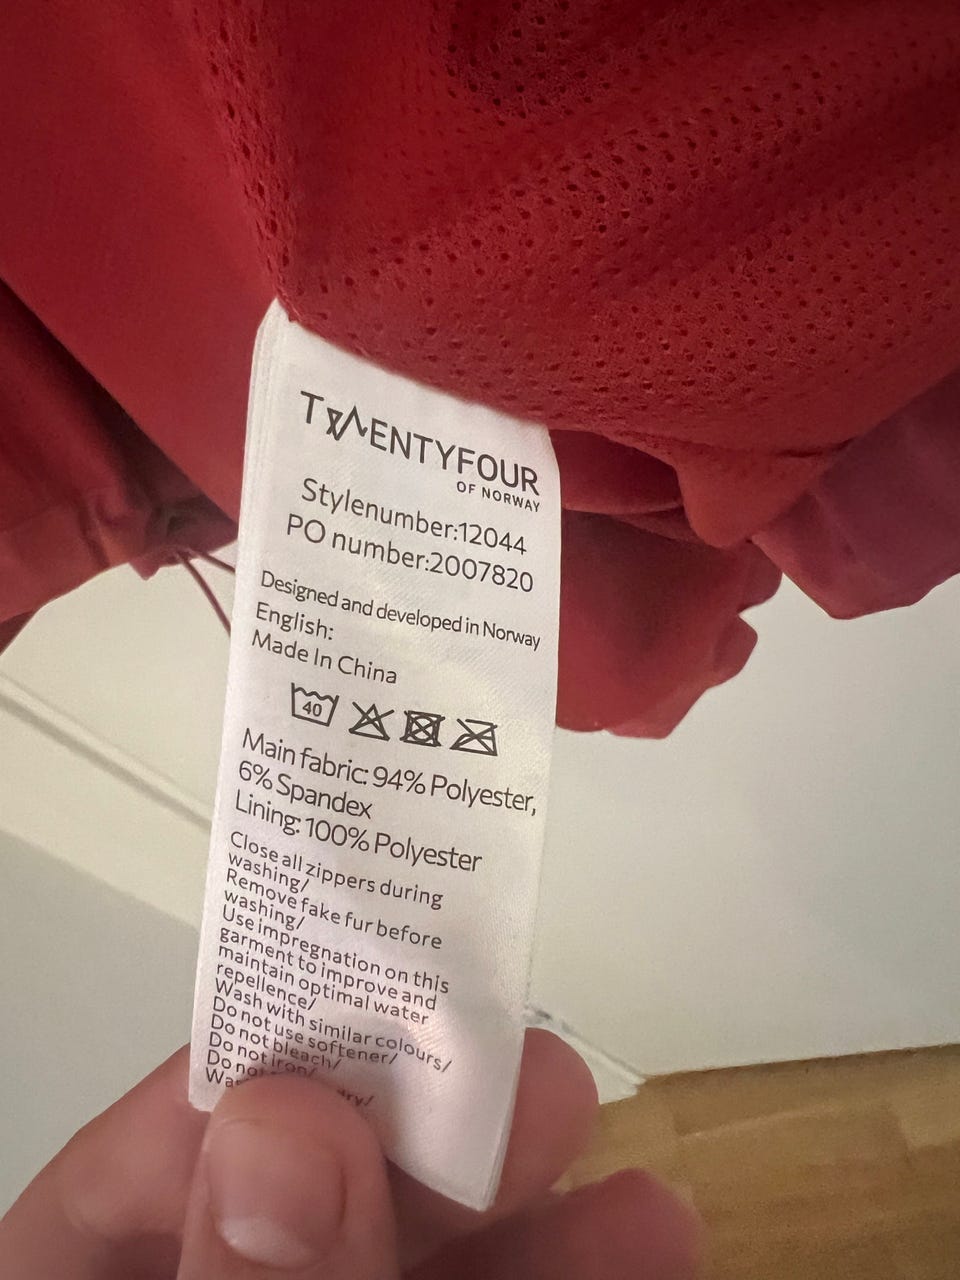 TWENTYFOUR
OF NORWAY
Stylenumber:12044
PO number:2007820
Designed and developed in Norway
English:
Made In China
40
Main fabric: 94% Polyester,
6% Spandex
Lining: 100% Polyester
Close all zippers during
washing/
Remove fake fur before
washing/
Use impregnation on this
garment to improve and
maintain optimal water
repellence/
Wash with similar colours/
Do not use softener/
Do not bleach/
Do not iron/
Do not